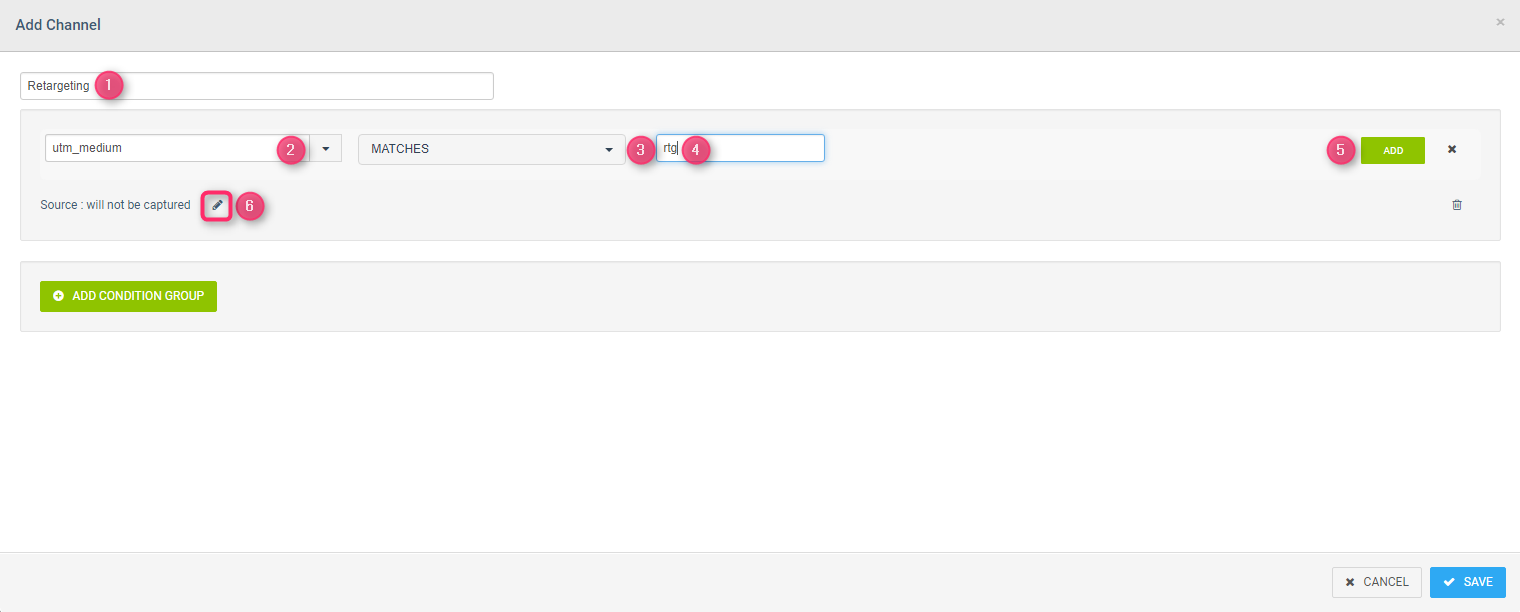 Add Channel ×
Retargeting 1
utm_medium 2 MATCHES 3 rtg 4 5 ADD
Source : will not be captured 6
ADD CONDITION GROUP
CANCEL SAVE